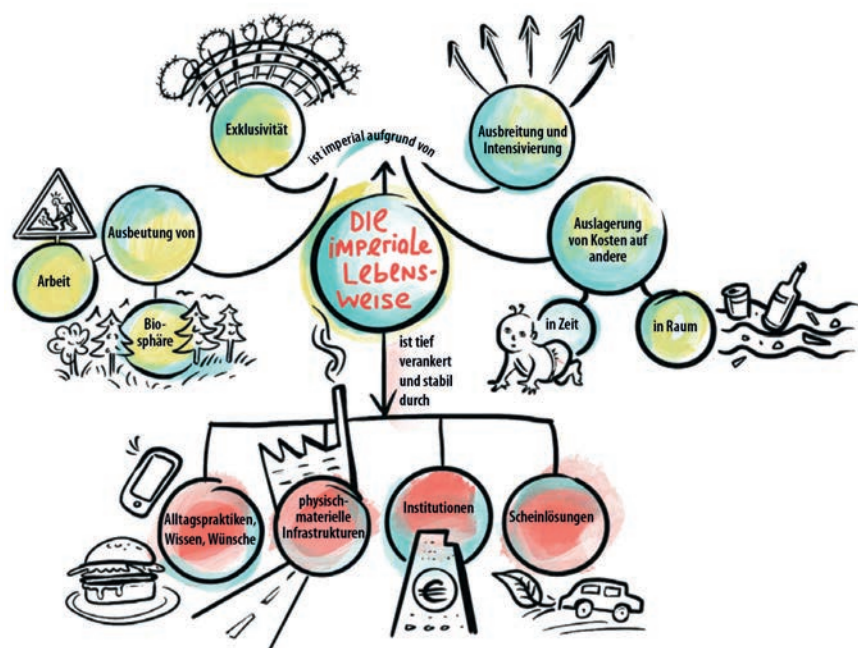 Exklusivität
ist imperial aufgrund von
Ausbreitung und
Intensivierung
Ausbeutung von
Arbeit
Bio-
sphäre
DIE
imperiale
Lebens-
weise
Auslagerung
von Kosten auf
andere
in Zeit
in Raum
ist tief
verankert
und stabil
durch
Alltagspraktiken,
Wissen, Wünsche
physisch-
materielle
Infrastrukturen
Institutionen
€
Scheinlösungen